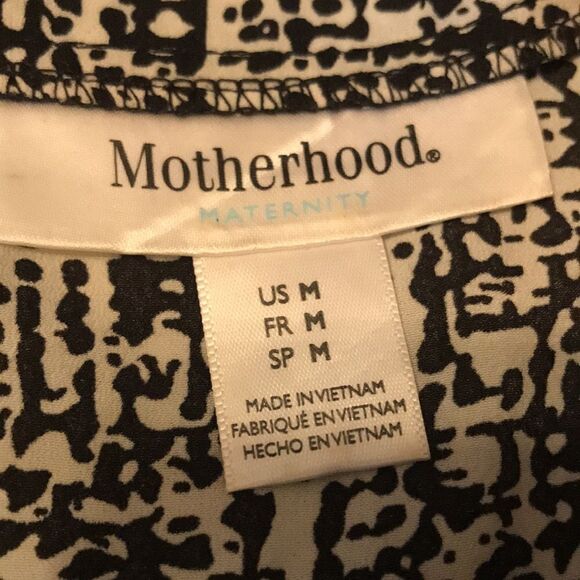 Motherhood®
MATERNITY
US M
FR M
SP M
MADE IN VIETNAM
FABRIQUÉ EN VIETNAM
HECHO EN VIETNAM